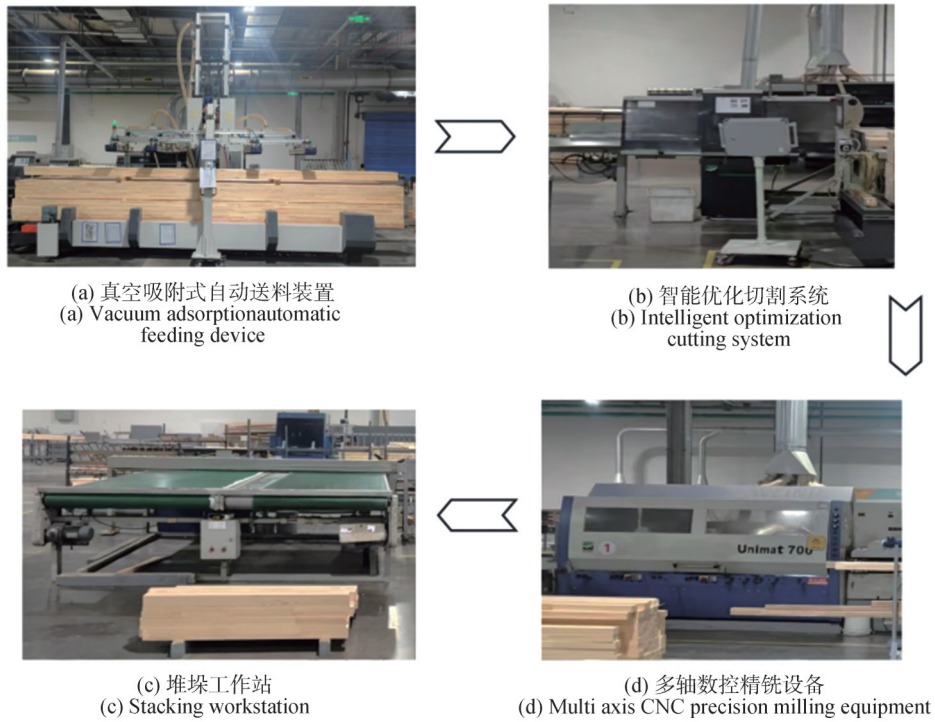 (a) 真空吸附式自动送料装置
(a) Vacuum adsorptionautomatic
feeding device
(b) 智能优化切割系统
(b) Intelligent optimization
cutting system
Unimat 700
1
(c) 堆垛工作站
(c) Stacking workstation
(d) 多轴数控精铣设备
(d) Multi axis CNC precision milling equipment